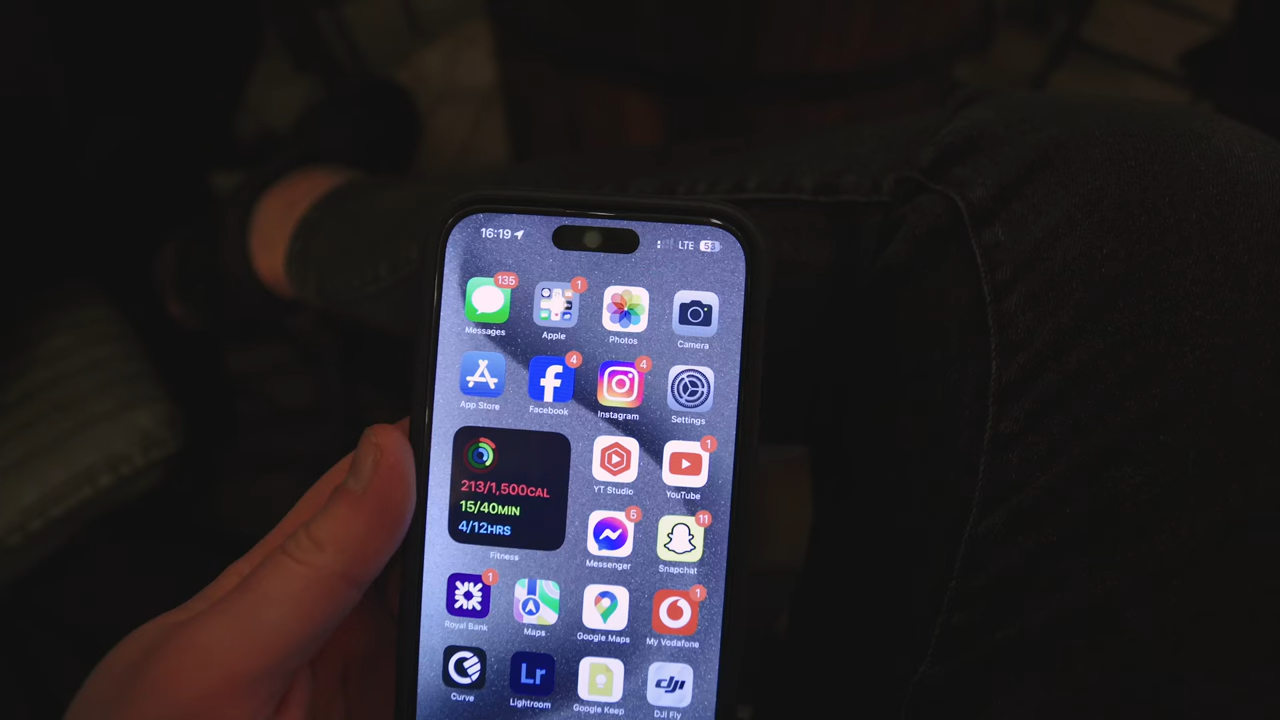 16:19 LTE 53
135 1
Messages Apple Photos Camera
4 4
App Store Facebook Instagram Settings
213/1,500CAL
15/40MIN
4/12HRS
Fitness
1
YT Studio YouTube
5 11
Messenger Snapchat
1 1
Royal Bank Maps Google Maps My Vodafone
Lr dji
Curve Lightroom Google Keep DJI Fly